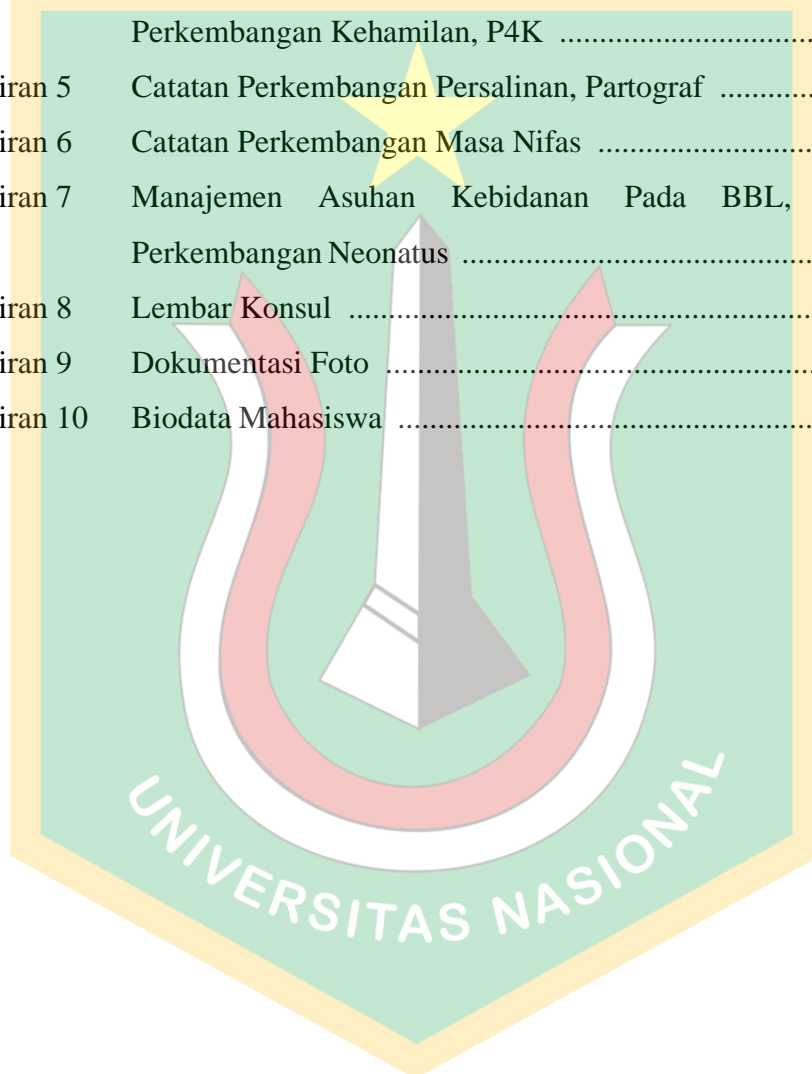 Perkembangan Kehamilan, P4K ................................
iran 5 Catatan Perkembangan Persalinan, Partograf ............
iran 6 Catatan Perkembangan Masa Nifas ...........................
iran 7 Manajemen Asuhan Kebidanan Pada BBL,
Perkembangan Neonatus ............................................
iran 8 Lembar Konsul ..........................................................
iran 9 Dokumentasi Foto ......................................................
iran 10 Biodata Mahasiswa ....................................................
UNIVERSITAS NASIONAL